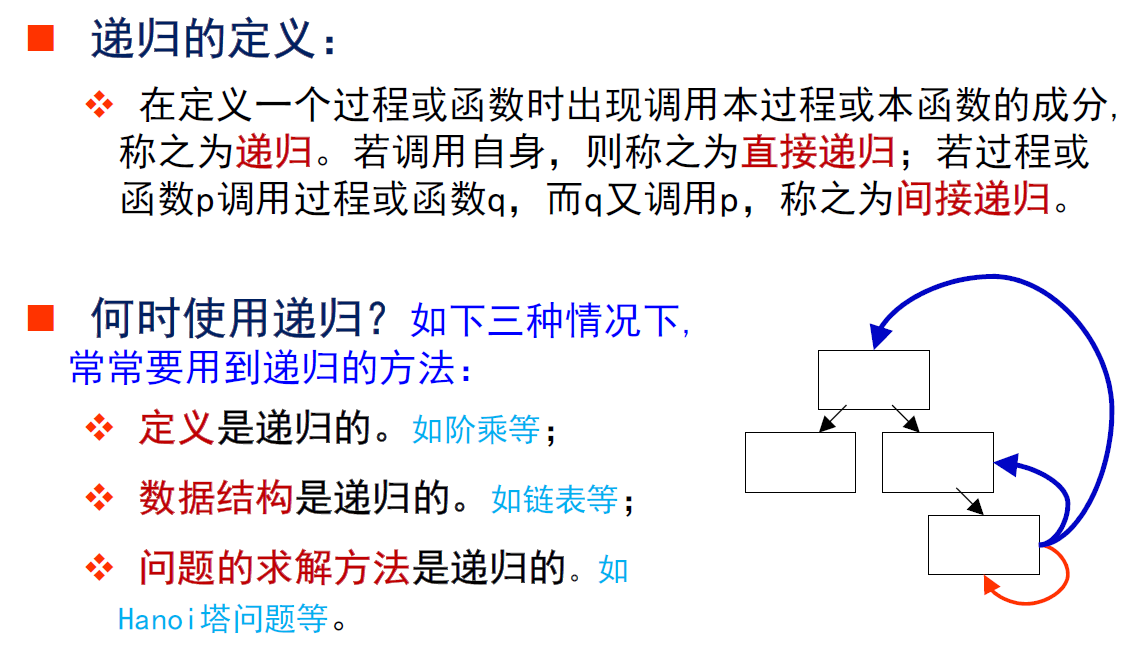 递归的定义：
在定义一个过程或函数时出现调用本过程或本函数的成分，
称之为递归。若调用自身，则称之为直接递归；若过程或
函数p调用过程或函数q，而q又调用p，称之为间接递归。
何时使用递归？如下三种情况下，
常常要用到递归的方法：
定义是递归的。如阶乘等；
数据结构是递归的。如链表等；
问题的求解方法是递归的。如
Hanoi塔问题等。